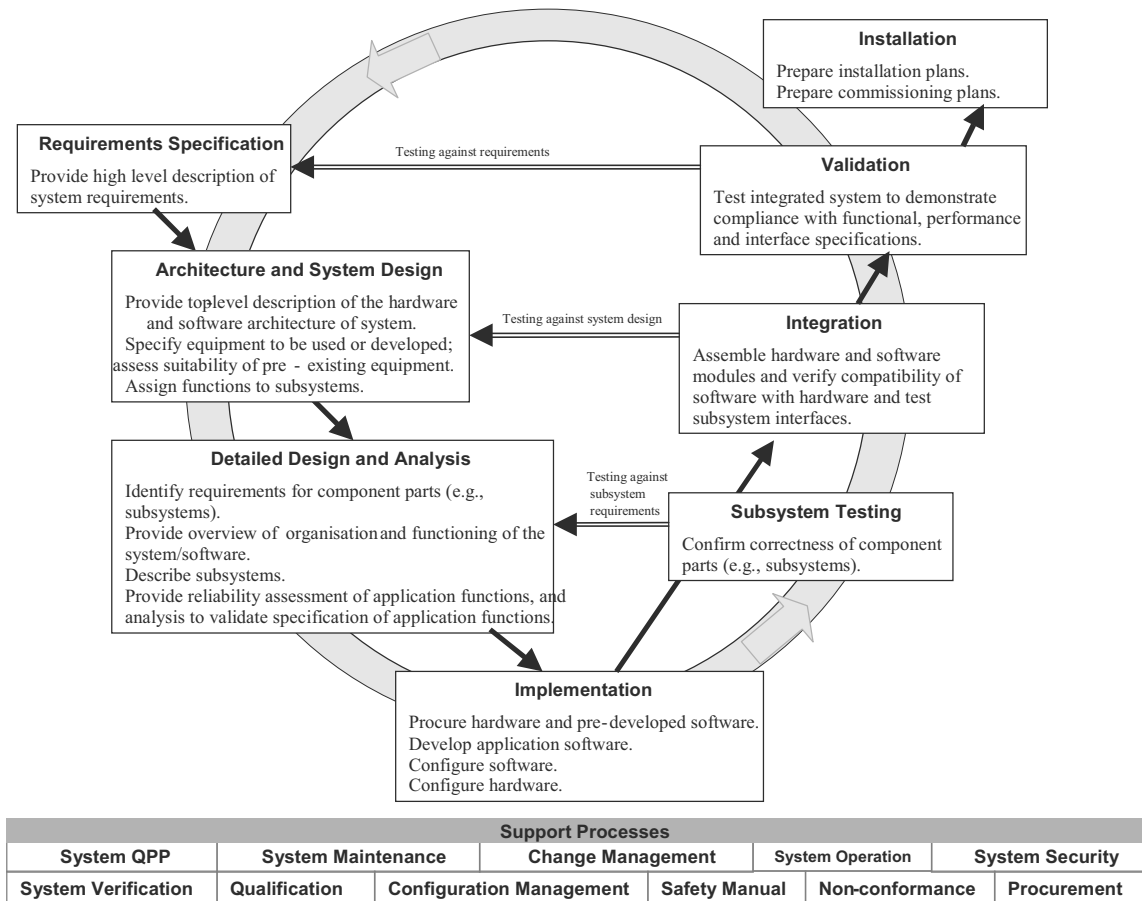 Installation
Prepare installation plans.
Prepare commissioning plans.
Requirements Specification
Provide high level description of
system requirements.
Testing against requirements
Validation
Test integrated system to demonstrate
compliance with functional, performance
and interface specifications.
Architecture and System Design
Provide top-level description of the hardware
and software architecture of system.
Specify equipment to be used or developed;
assess suitability of pre - existing equipment.
Assign functions to subsystems.
Testing against system design
Integration
Assemble hardware and software
modules and verify compatibility of
software with hardware and test
subsystem interfaces.
Detailed Design and Analysis
Identify requirements for component parts (e.g.,
subsystems).
Provide overview of organisation and functioning of the
system/software.
Describe subsystems.
Provide reliability assessment of application functions, and
analysis to validate specification of application functions.
Testing against
subsystem
requirements
Subsystem Testing
Confirm correctness of component
parts (e.g., subsystems).
Implementation
Procure hardware and pre-developed software.
Develop application software.
Configure software.
Configure hardware.
Support Processes
System QPP System Maintenance Change Management System Operation System Security
System Verification Qualification Configuration Management Safety Manual Non-conformance Procurement